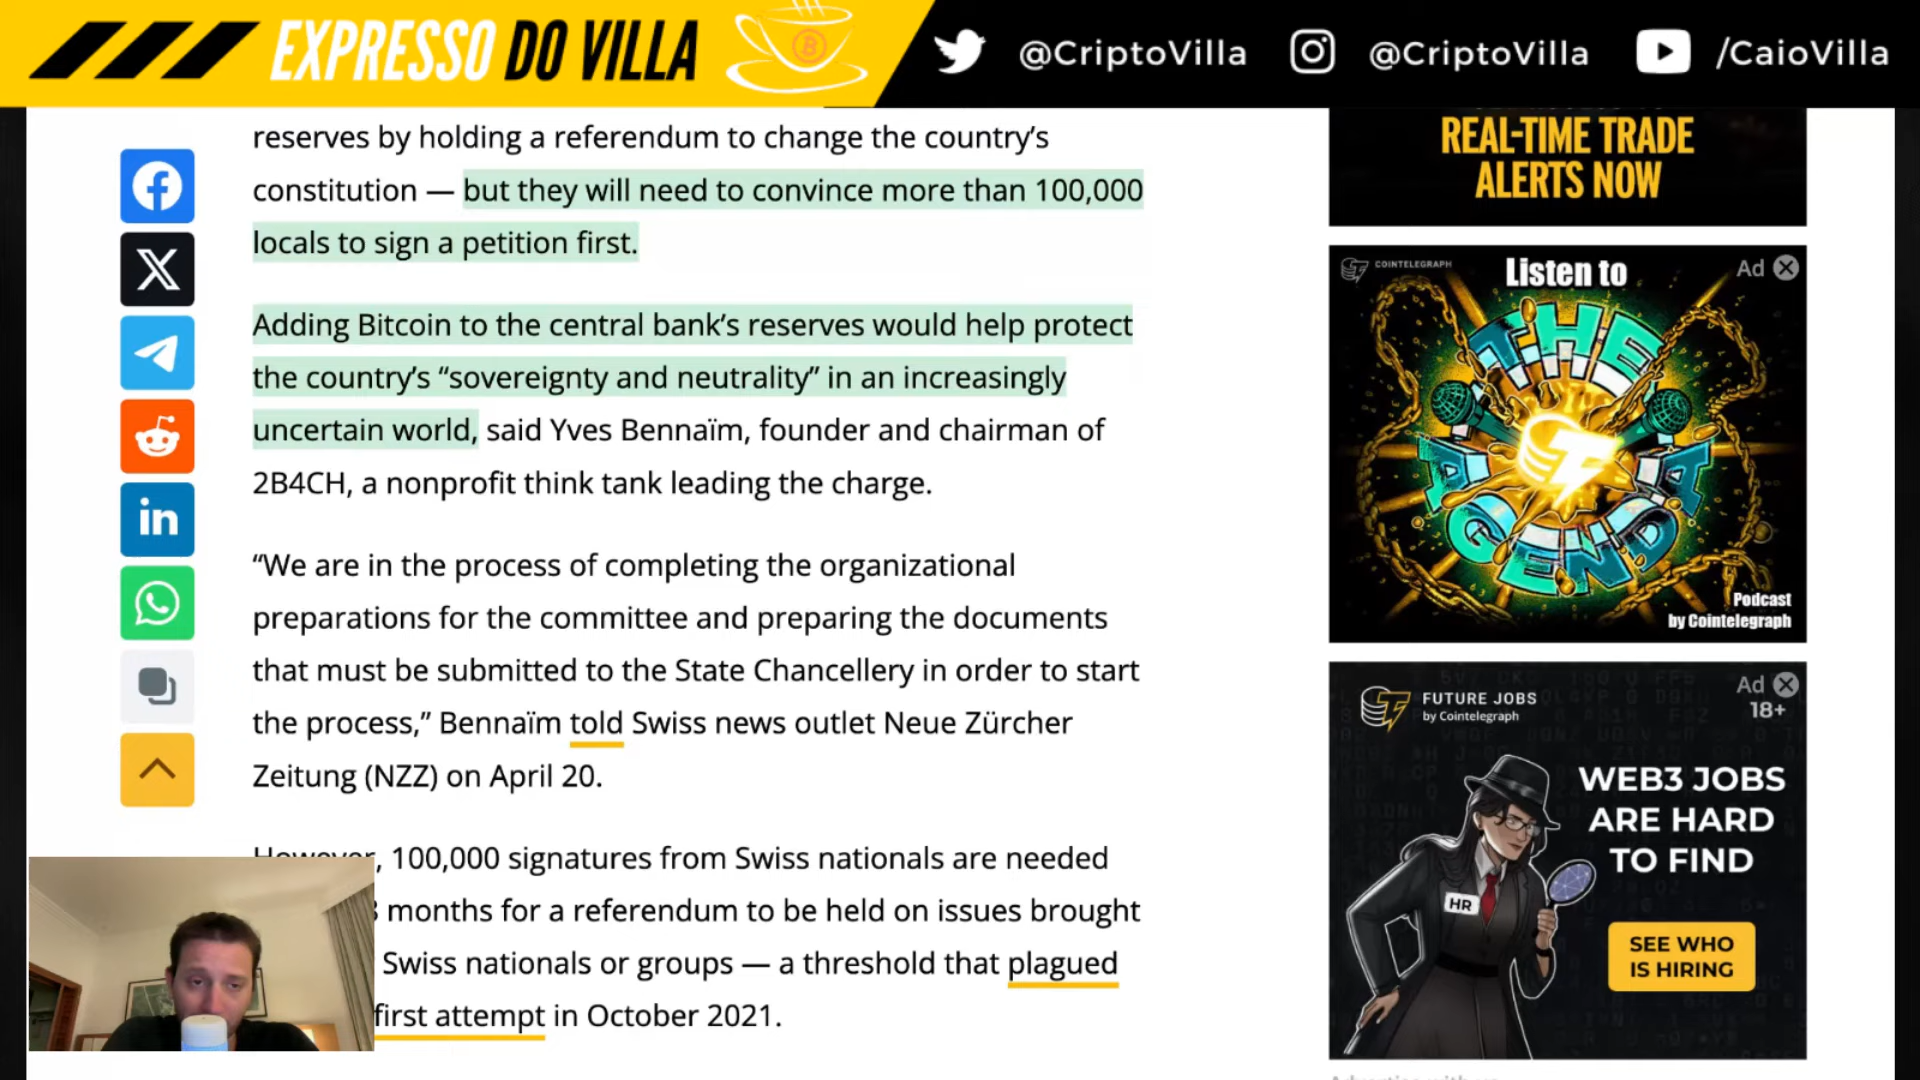 EXPRESSO DO VILLA
@CriptoVilla
@CriptoVilla
/CaioVilla
reserves by holding a referendum to change the country’s
constitution — but they will need to convince more than 100,000
locals to sign a petition first.
Adding Bitcoin to the central bank’s reserves would help protect
the country’s “sovereignty and neutrality” in an increasingly
uncertain world, said Yves Bennaïm, founder and chairman of
2B4CH, a nonprofit think tank leading the charge.
“We are in the process of completing the organizational
preparations for the committee and preparing the documents
that must be submitted to the State Chancellery in order to start
the process,” Bennaïm told Swiss news outlet Neue Zürcher
Zeitung (NZZ) on April 20.
However, 100,000 signatures from Swiss nationals are needed
months for a referendum to be held on issues brought
Swiss nationals or groups — a threshold that plagued
first attempt in October 2021.
REAL-TIME TRADE
ALERTS NOW
COINTELEGRAPH
Listen to
Ad
THE
AGENDA
Podcast
by Cointelegraph
FUTURE JOBS
by Cointelegraph
Ad
18+
WEB3 JOBS
ARE HARD
TO FIND
HR
SEE WHO
IS HIRING